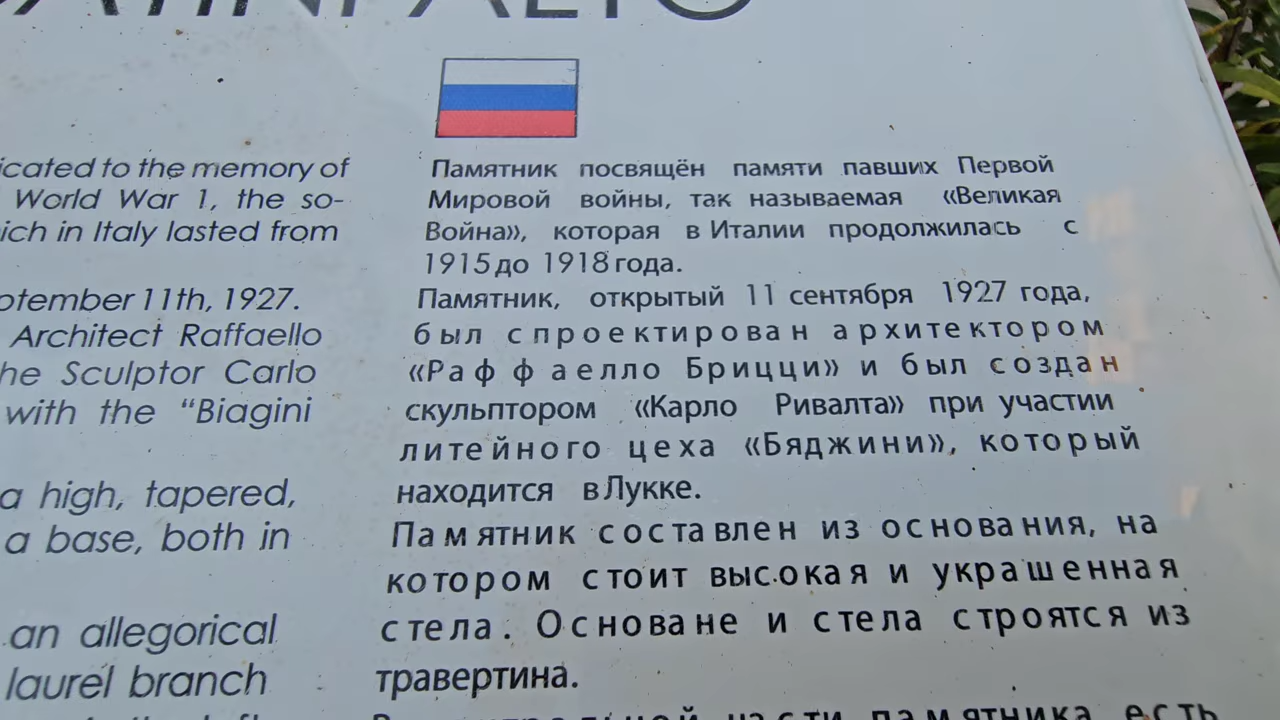 icated to the memory of
World War 1, the so-
ich in Italy lasted from
ptember 11th, 1927.
Architect Raffaello
he Sculptor Carlo
with the “Biagini
a high, tapered,
a base, both in
an allegorical
laurel branch
Памятник посвящён памяти павших Первой
Мировой войны, так называемая «Великая
Война», которая в Италии продолжилась с
1915 до 1918 года.
Памятник, открытый 11 сентября 1927 года,
был спроектирован архитектором
«Раффаелло Брицци» и был создан
скульптором «Карло Ривалта» при участии
литейного цеха «Бяджини», который
находится в Лукке.
Памятник составлен из основания, на
котором стоит высокая и украшенная
стела. Основане и стела строятся из
травертина.
части памятника есть